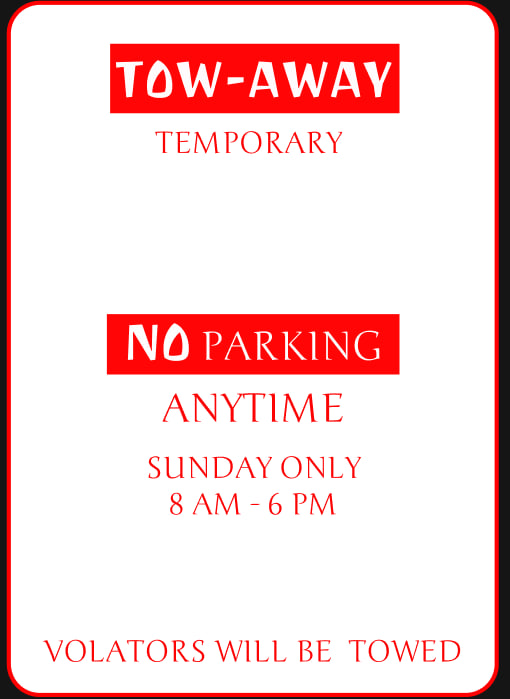 TOW-AWAY
TEMPORARY
NO PARKING
ANYTIME
SUNDAY ONLY
8 AM - 6 PM
VOLATORS WILL BE TOWED